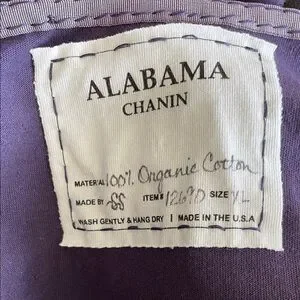 ALABAMA
CHANIN
MATERIAL 100% Organic Cotton
MADE BY SS ITEM# 1269D SIZE XL
WASH GENTLY & HANG DRY | MADE IN THE U.S.A